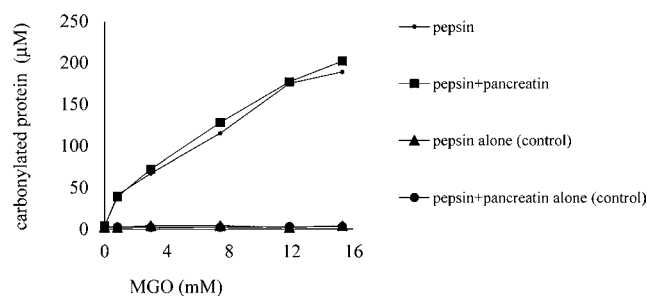 carbonylated protein (µM)
250
200
150
100
50
0
0 4 8 12 16
MGO (mM)
pepsin
pepsin+pancreatin
pepsin alone (control)
pepsin+pancreatin alone (control)